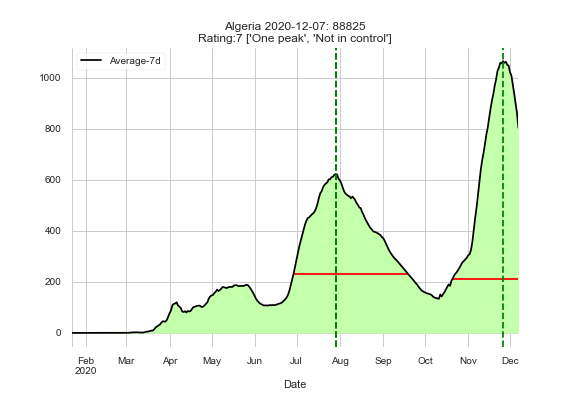 Algeria 2020-12-07: 88825
Rating:7 ['One peak', 'Not in control']
Average-7d
1000
800
600
400
200
0
Feb Mar Apr May Jun Jul Aug Sep Oct Nov Dec
2020
Date